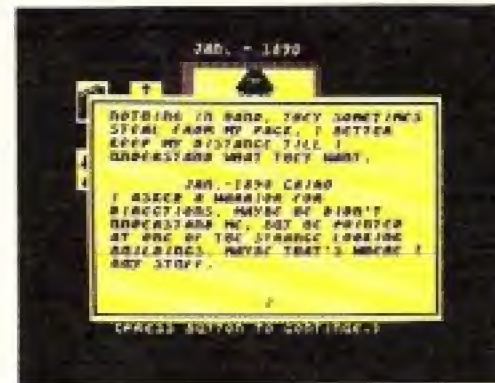 JAN. - 1890
NOTHING IN HAND, THEY SOMETIMES
STEAL FROM MY PACK. I BETTER
KEEP MY DISTANCE TILL I
UNDERSTAND WHAT THEY WANT.
JAN.-1890 CAIRO
I ASKED A WARRIOR FOR
DIRECTIONS. MAYBE HE DIDN'T
UNDERSTAND ME, BUT HE POINTED
AT ONE OF THE STRANGE LOOKING
BUILDINGS. MAYBE THAT'S WHERE I
BUY STUFF.
(PRESS BUTTON TO CONTINUE.)